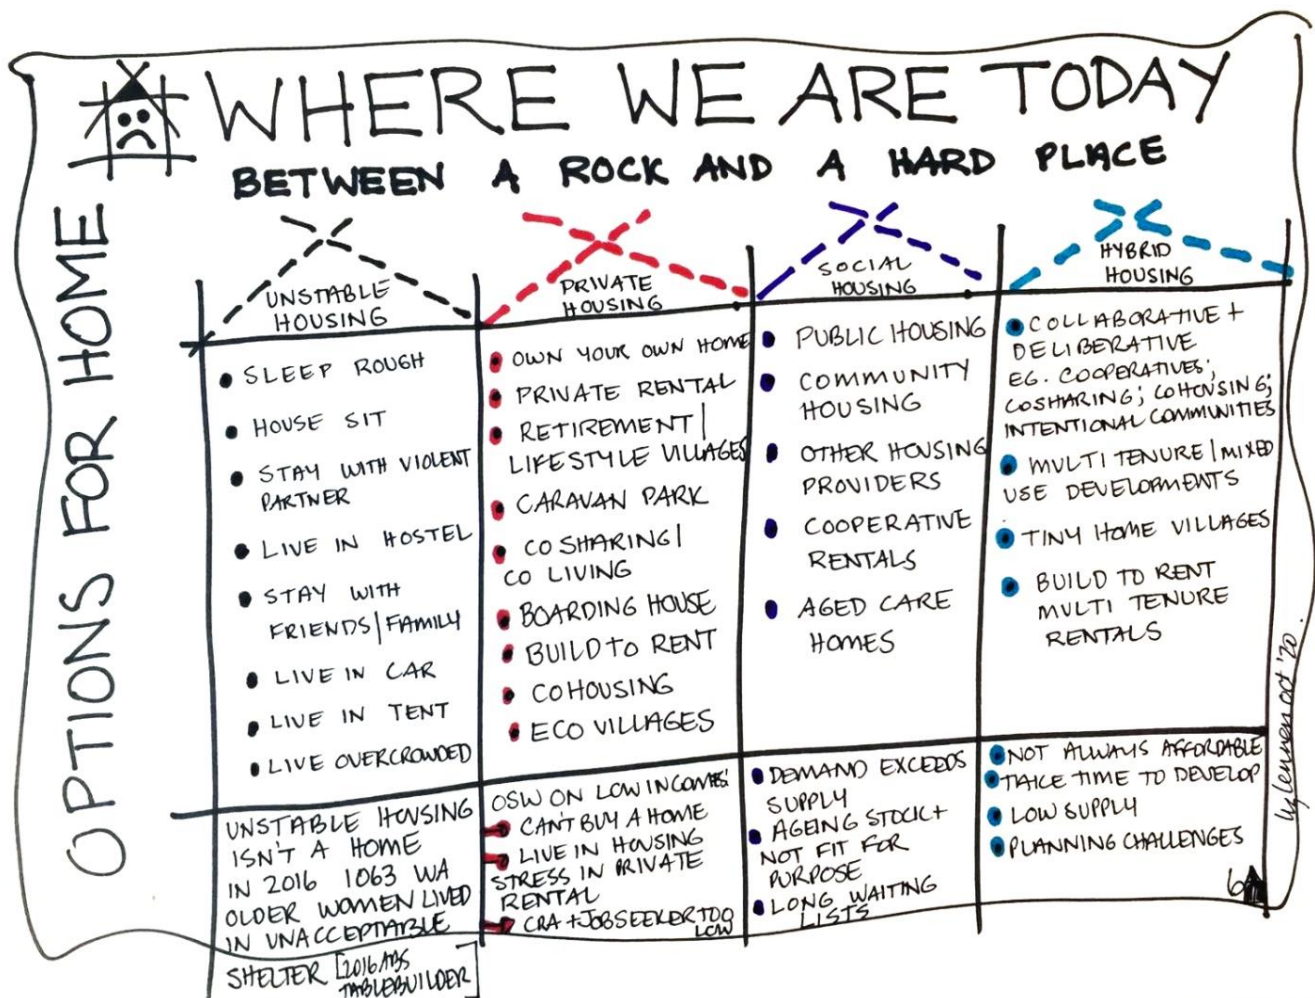 WHERE WE ARE TODAY
BETWEEN A ROCK AND A HARD PLACE
OPTIONS FOR HOME
UNSTABLE
HOUSING
SLEEP ROUGH
HOUSE SIT
STAY WITH VIOLENT
PARTNER
LIVE IN HOSTEL
STAY WITH
FRIENDS/FAMILY
LIVE IN CAR
LIVE IN TENT
LIVE OVERCROWDED
UNSTABLE HOUSING
ISN'T A HOME
IN 2016 1063 WA
OLDER WOMEN LIVED
IN UNACCEPTABLE
SHELTER [2016 ABS
TABLEBUILDER]
PRIVATE
HOUSING
OWN YOUR OWN HOME
PRIVATE RENTAL
RETIREMENT/
LIFESTYLE VILLAGES
CARAVAN PARK
CO SHARING/
CO LIVING
BOARDING HOUSE
BUILD TO RENT
COHOUSING
ECO VILLAGES
OSW ON LOW INCOMES
CAN'T BUY A HOME
LIVE IN HOUSING
STRESS IN PRIVATE
RENTAL
CRA + JOBSEEKER TOO
LOW
SOCIAL
HOUSING
PUBLIC HOUSING
COMMUNITY
HOUSING
OTHER HOUSING
PROVIDERS
COOPERATIVE
RENTALS
AGED CARE
HOMES
DEMAND EXCEEDS
SUPPLY
AGEING STOCK +
NOT FIT FOR
PURPOSE
LONG WAITING
LISTS
HYBRID
HOUSING
COLLABORATIVE +
DELIBERATIVE
EG. COOPERATIVES;
COSHARING; COHOUSING;
INTENTIONAL COMMUNITIES
MULTI TENURE/MIXED
USE DEVELOPMENTS
TINY HOME VILLAGES
BUILD TO RENT
MULTI TENURE
RENTALS
NOT ALWAYS AFFORDABLE
TAKE TIME TO DEVELOP
LOW SUPPLY
PLANNING CHALLENGES
6
oct '20.